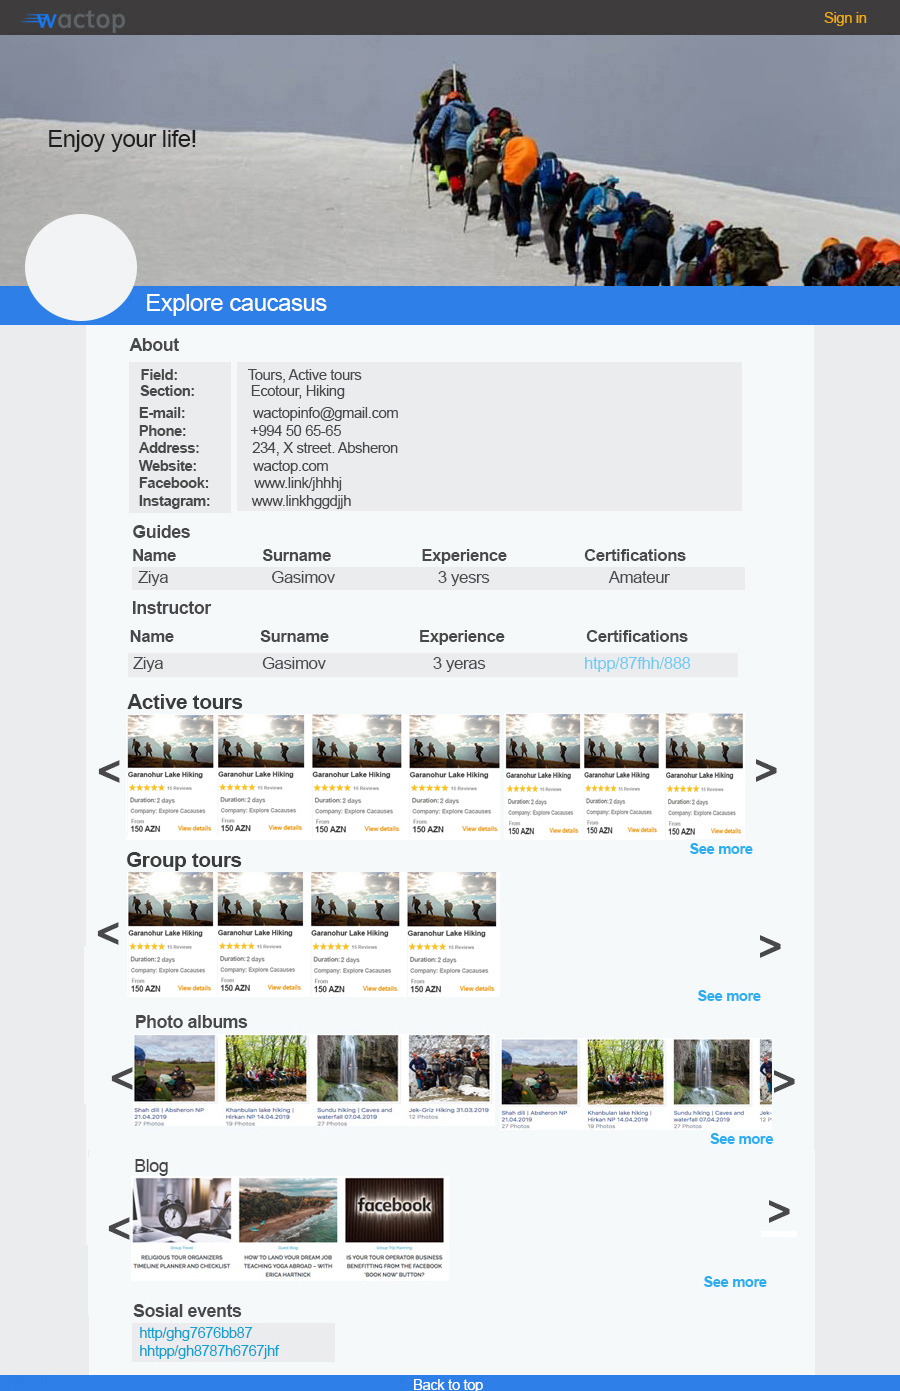 wactop
Sign in
Enjoy your life!
Explore caucasus
About
Field: Tours, Active tours
Section: Ecotour, Hiking
E-mail: wactopinfo@gmail.com
Phone: +994 50 65-65
Address: 234, X street. Absheron
Website: wactop.com
Facebook: www.link/jhhhj
Instagram: www.linkhggdjjh
Guides
Name Surname Experience Certifications
Ziya Gasimov 3 yesrs Amateur
Instructor
Name Surname Experience Certifications
Ziya Gasimov 3 yeras htpp/87fhh/888
Active tours
< >
Garanohur Lake Hiking Garanohur Lake Hiking Garanohur Lake Hiking Garanohur Lake Hiking Garanohur Lake Hiking Garanohur Lake Hiking Garanohur Lake Hiking
15 Reviews 15 Reviews 15 Reviews 15 Reviews 15 Reviews 15 Reviews 15 Reviews
Duration: 2 days Duration: 2 days Duration: 2 days Duration: 2 days Duration: 2 days Duration: 2 days Duration: 2 days
Company: Explore Cacauses Company: Explore Cacauses Company: Explore Cacauses Company: Explore Cacauses Company: Explore Cacauses Company: Explore Cacauses Company: Explore Cacauses
From From From From From From From
150 AZN View details 150 AZN View details 150 AZN View details 150 AZN View details 150 AZN View details 150 AZN View details 150 AZN View details
See more
Group tours
< >
Garanohur Lake Hiking Garanohur Lake Hiking Garanohur Lake Hiking Garanohur Lake Hiking
15 Reviews 15 Reviews 15 Reviews 15 Reviews
Duration: 2 days Duration: 2 days Duration: 2 days Duration: 2 days
Company: Explore Cacauses Company: Explore Cacauses Company: Explore Cacauses Company: Explore Cacauses
From From From From
150 AZN View details 150 AZN View details 150 AZN View details 150 AZN View details
See more
Photo albums
< >
Shah dili | Absheron NP Khanbulan lake hiking | Sundu hiking | Caves and Jek-Griz Hiking 31.03.2019 Shah dili | Absheron NP Khanbulan lake hiking | Sundu hiking | Caves and Jek-
21.04.2019 Hirkan NP 14.04.2019 waterfall 07.04.2019 12 Photos 21.04.2019 Hirkan NP 14.04.2019 waterfall 07.04.2019 12 P
27 Photos 19 Photos 27 Photos 27 Photos 19 Photos 27 Photos
See more
Blog
< >
facebook
Group Travel Guest Blog Group Trip Planning
RELIGIOUS TOUR ORGANIZERS HOW TO LAND YOUR DREAM JOB IS YOUR TOUR OPERATOR BUSINESS
TIMELINE PLANNER AND CHECKLIST TEACHING YOGA ABROAD – WITH BENEFITTING FROM THE FACEBOOK
ERICA HARTNICK 'BOOK NOW' BUTTON?
See more
Sosial events
http/ghg7676bb87
hhtpp/gh8787h6767jhf
Back to top